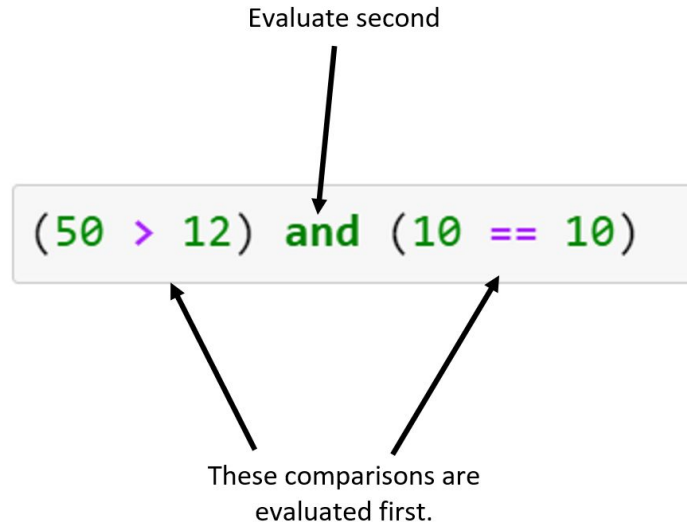 Evaluate second
(50 > 12) and (10 == 10)
These comparisons are
evaluated first.